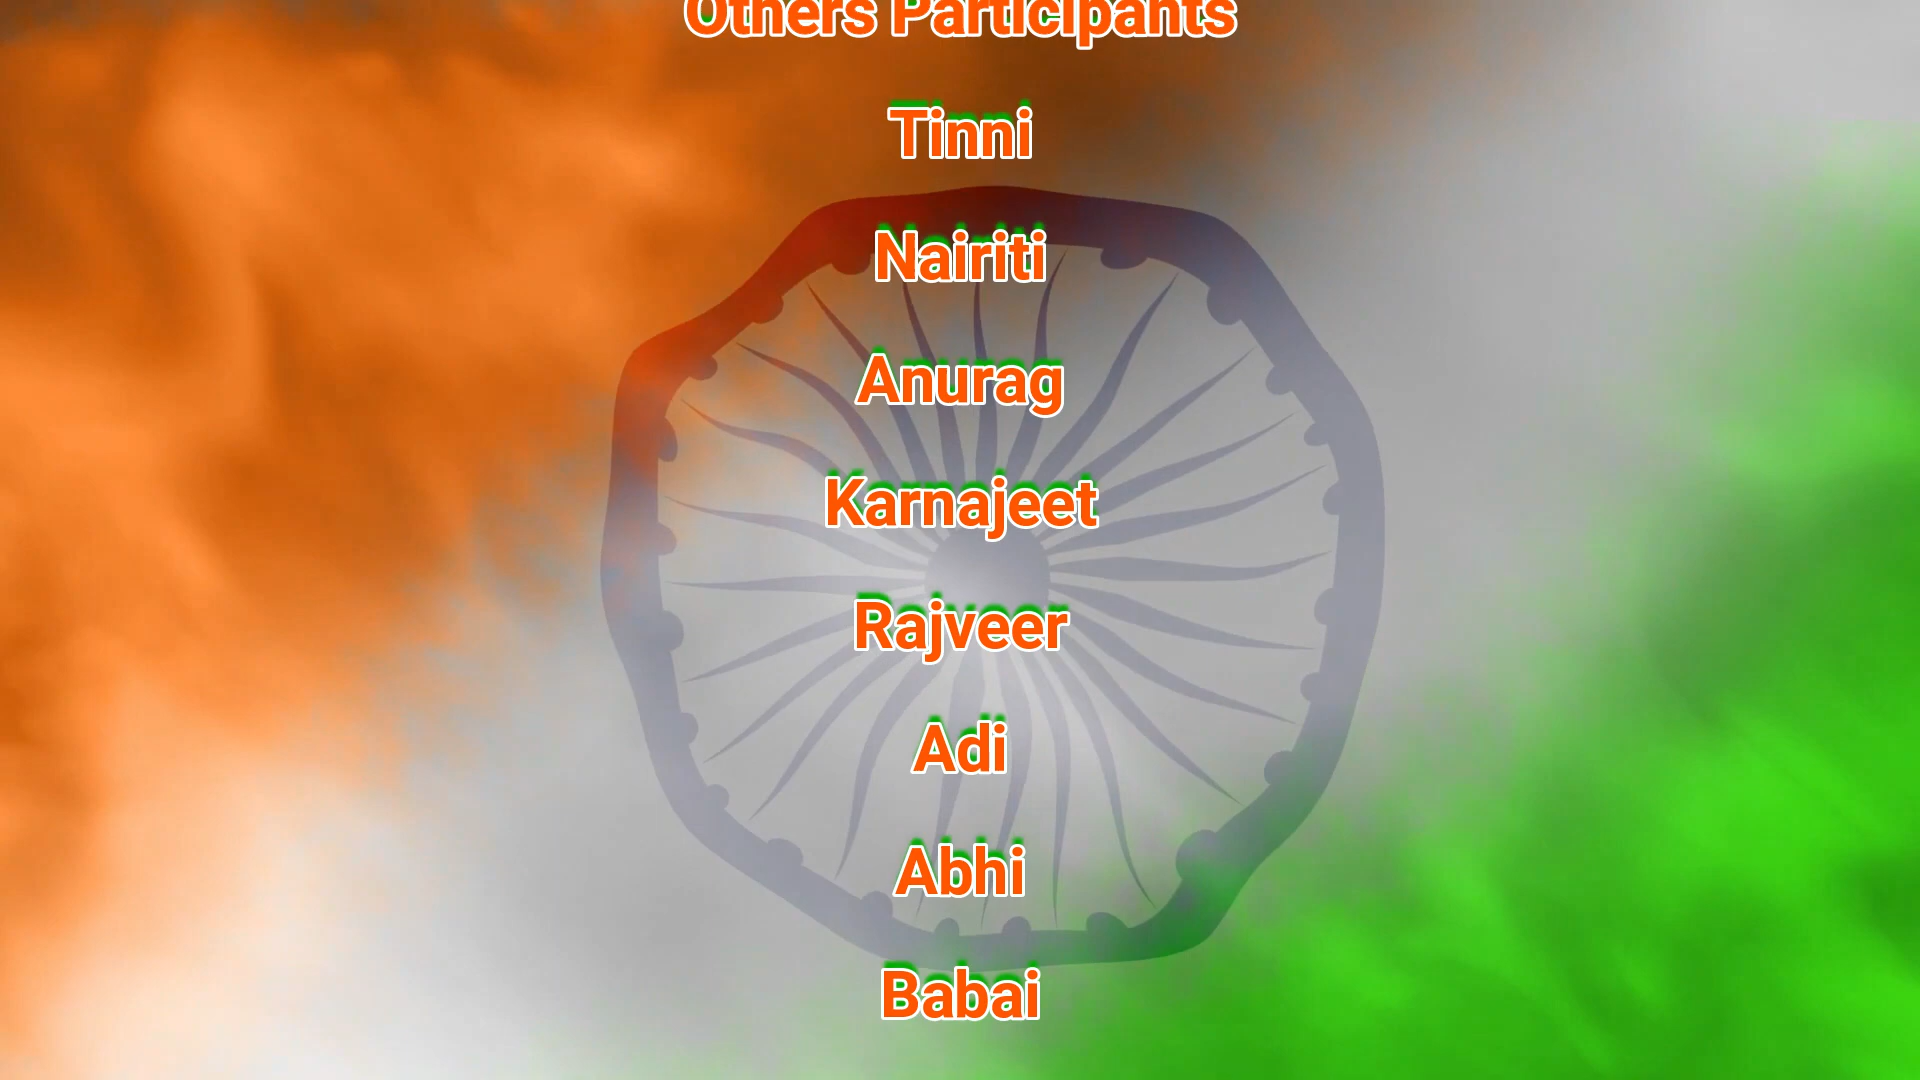 Others Participants
Tinni
Nairiti
Anurag
Karnajeet
Rajveer
Adi
Abhi
Babai